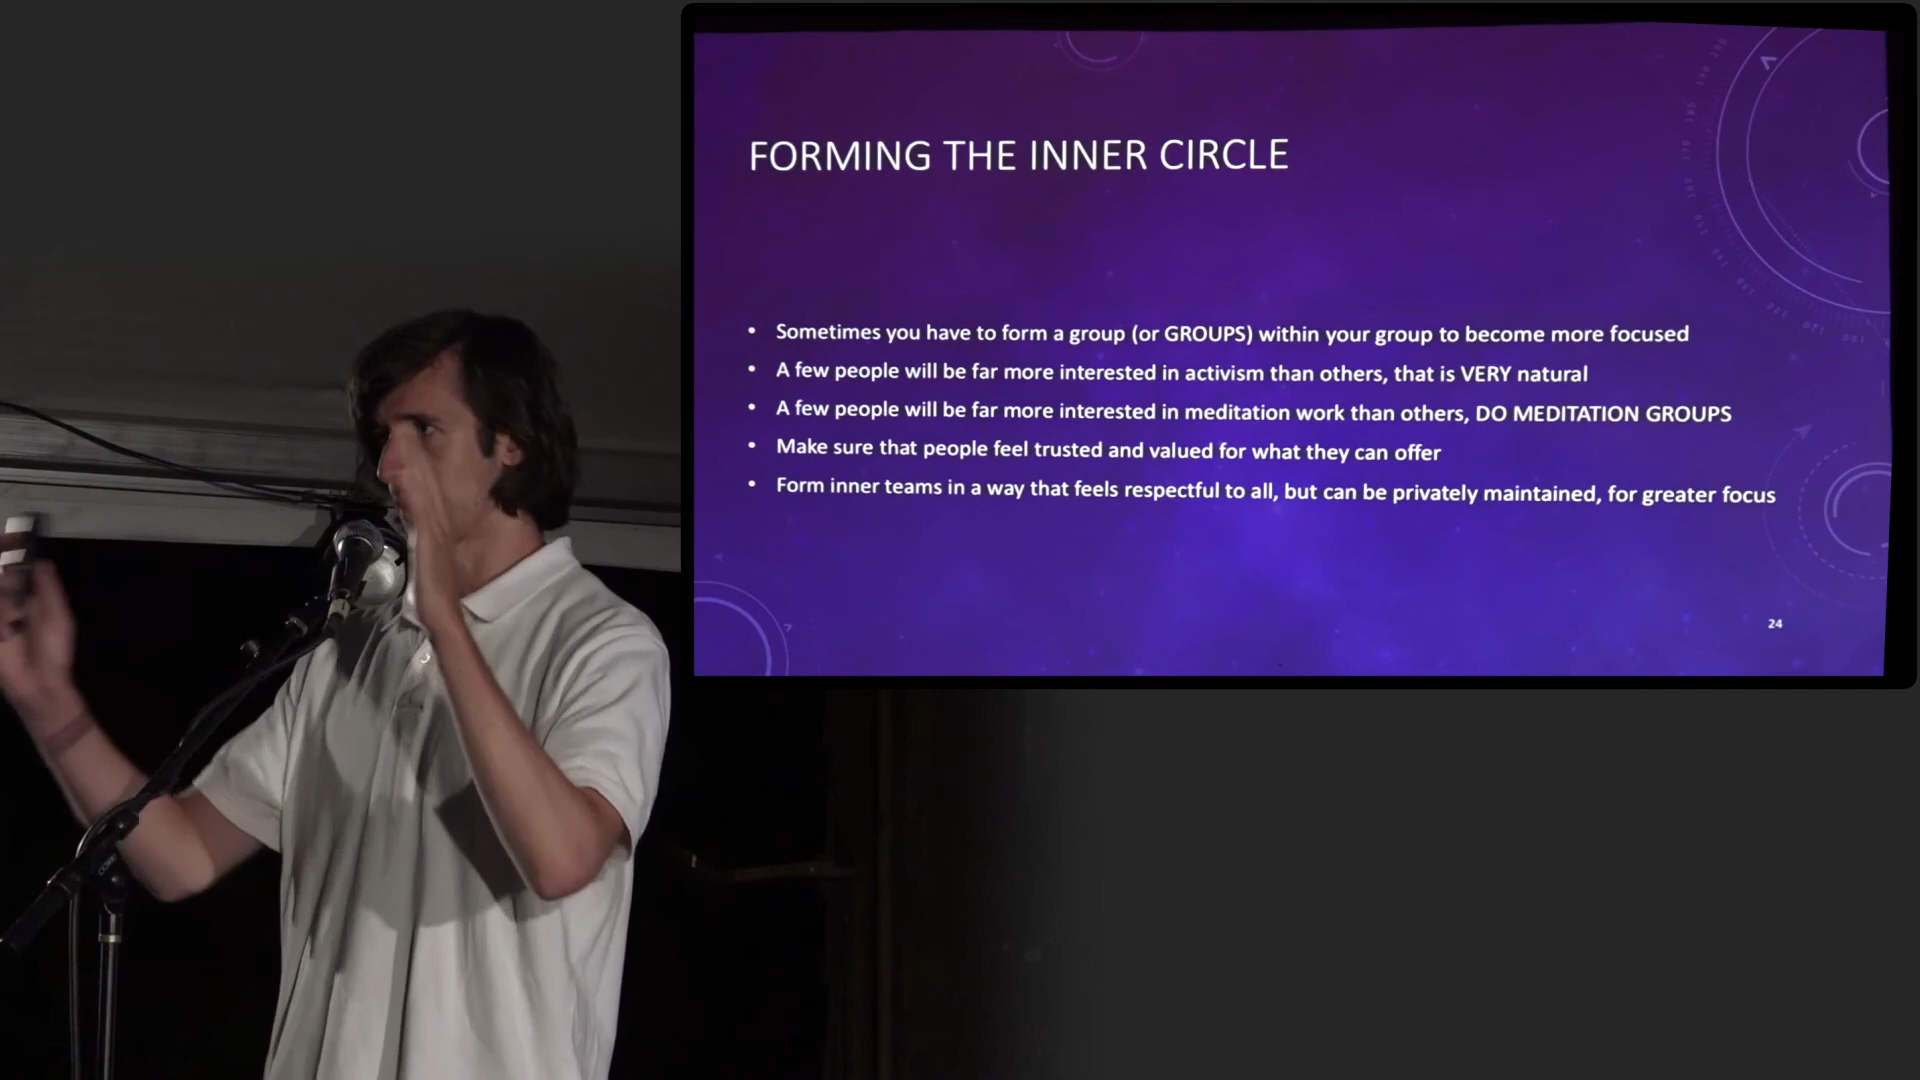 FORMING THE INNER CIRCLE
• Sometimes you have to form a group (or GROUPS) within your group to become more focused
• A few people will be far more interested in activism than others, that is VERY natural
• A few people will be far more interested in meditation work than others, DO MEDITATION GROUPS
• Make sure that people feel trusted and valued for what they can offer
• Form inner teams in a way that feels respectful to all, but can be privately maintained, for greater focus
24